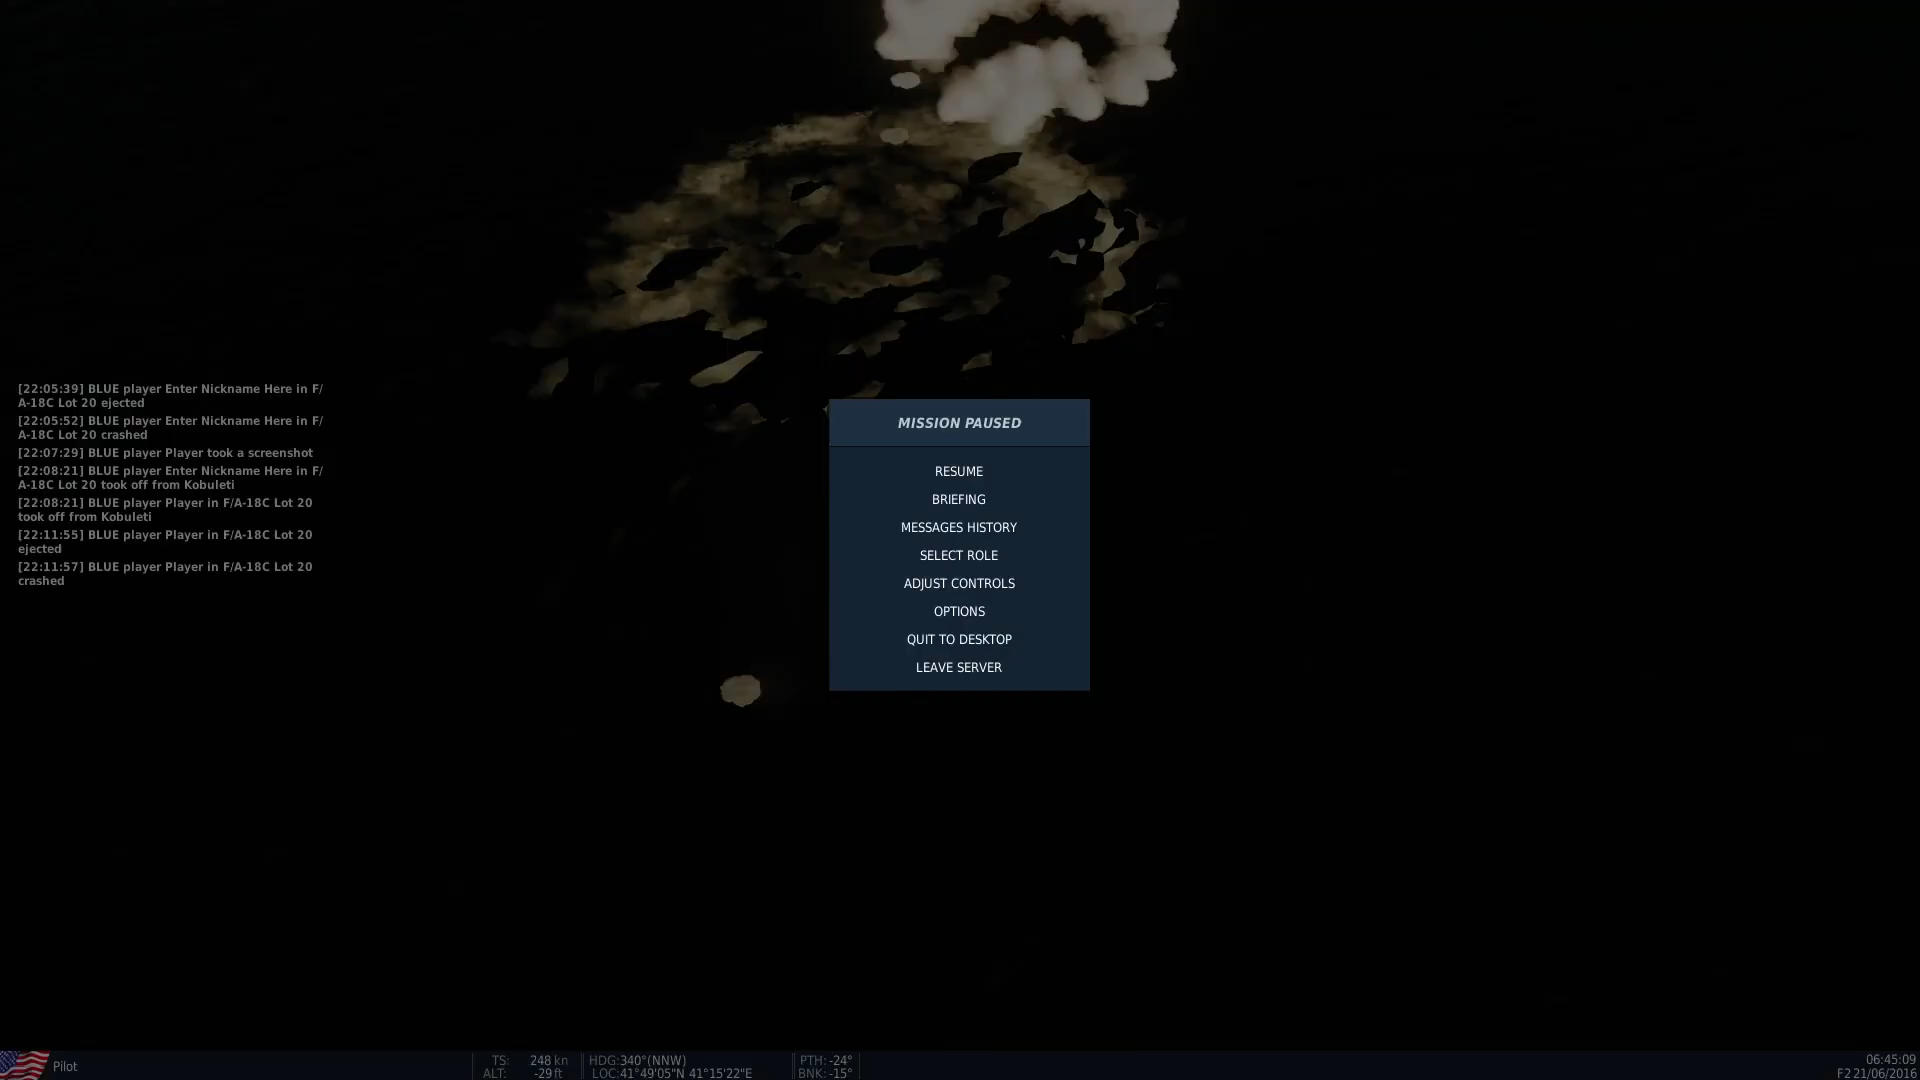 [22:05:39] BLUE player Enter Nickname Here in F/
A-18C Lot 20 ejected
[22:05:52] BLUE player Enter Nickname Here in F/
A-18C Lot 20 crashed
[22:07:29] BLUE player Player took a screenshot
[22:08:21] BLUE player Enter Nickname Here in F/
A-18C Lot 20 took off from Kobuleti
[22:08:21] BLUE player Player in F/A-18C Lot 20
took off from Kobuleti
[22:11:55] BLUE player Player in F/A-18C Lot 20
ejected
[22:11:57] BLUE player Player in F/A-18C Lot 20
crashed
MISSION PAUSED
RESUME
BRIEFING
MESSAGES HISTORY
SELECT ROLE
ADJUST CONTROLS
OPTIONS
QUIT TO DESKTOP
LEAVE SERVER
Pilot
TS: 248 kn
ALT: -29 ft
HDG:340°(NNW)
LOC:41°49'05"N 41°15'22"E
PTH: -24°
BNK: -15°
06:45:09
F2 21/06/2016